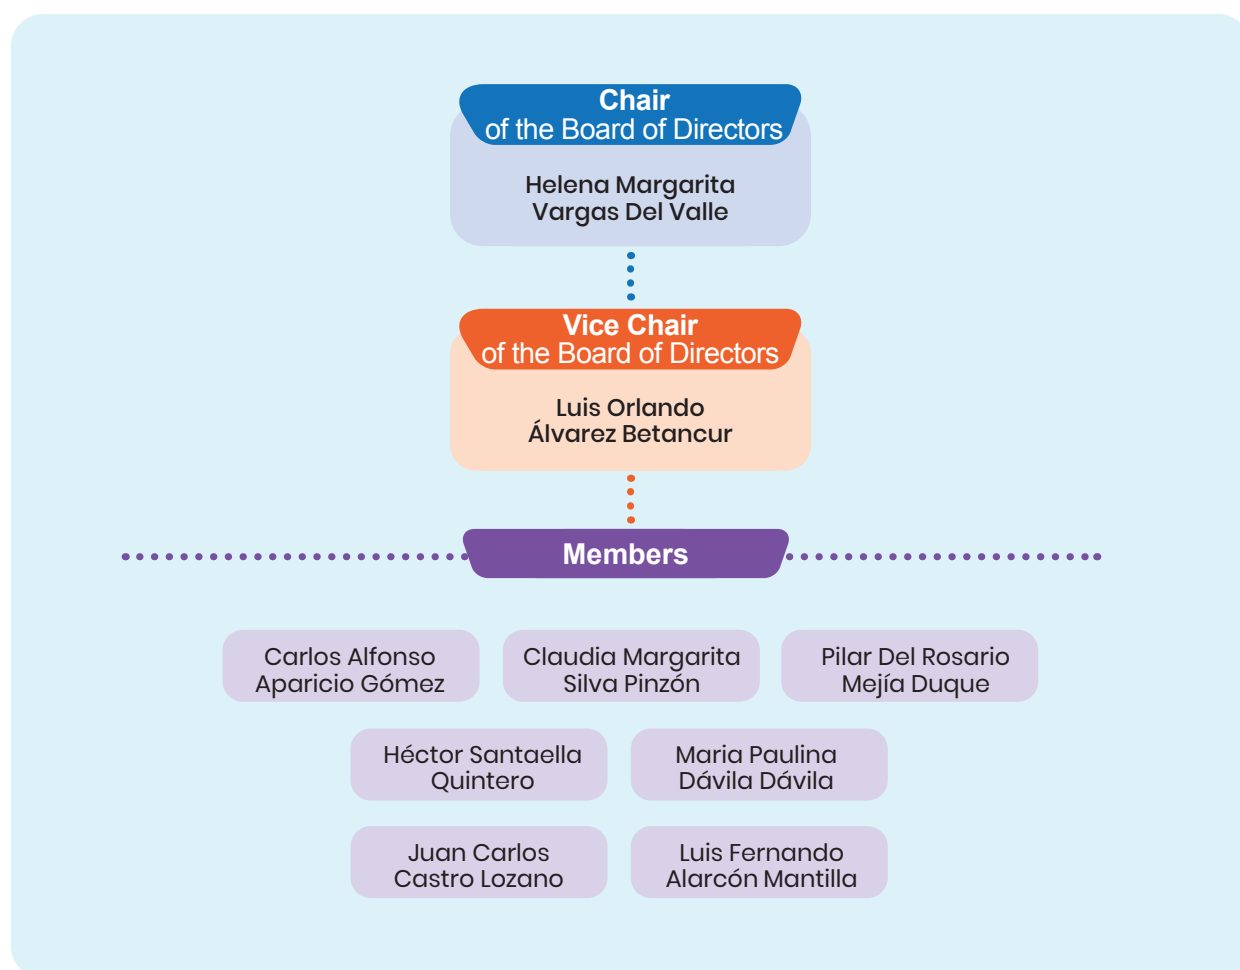 Chair
of the Board of Directors
Helena Margarita
Vargas Del Valle
Vice Chair
of the Board of Directors
Luis Orlando
Álvarez Betancur
Members
Carlos Alfonso
Aparicio Gómez
Claudia Margarita
Silva Pinzón
Pilar Del Rosario
Mejía Duque
Héctor Santaella
Quintero
Maria Paulina
Dávila Dávila
Juan Carlos
Castro Lozano
Luis Fernando
Alarcón Mantilla